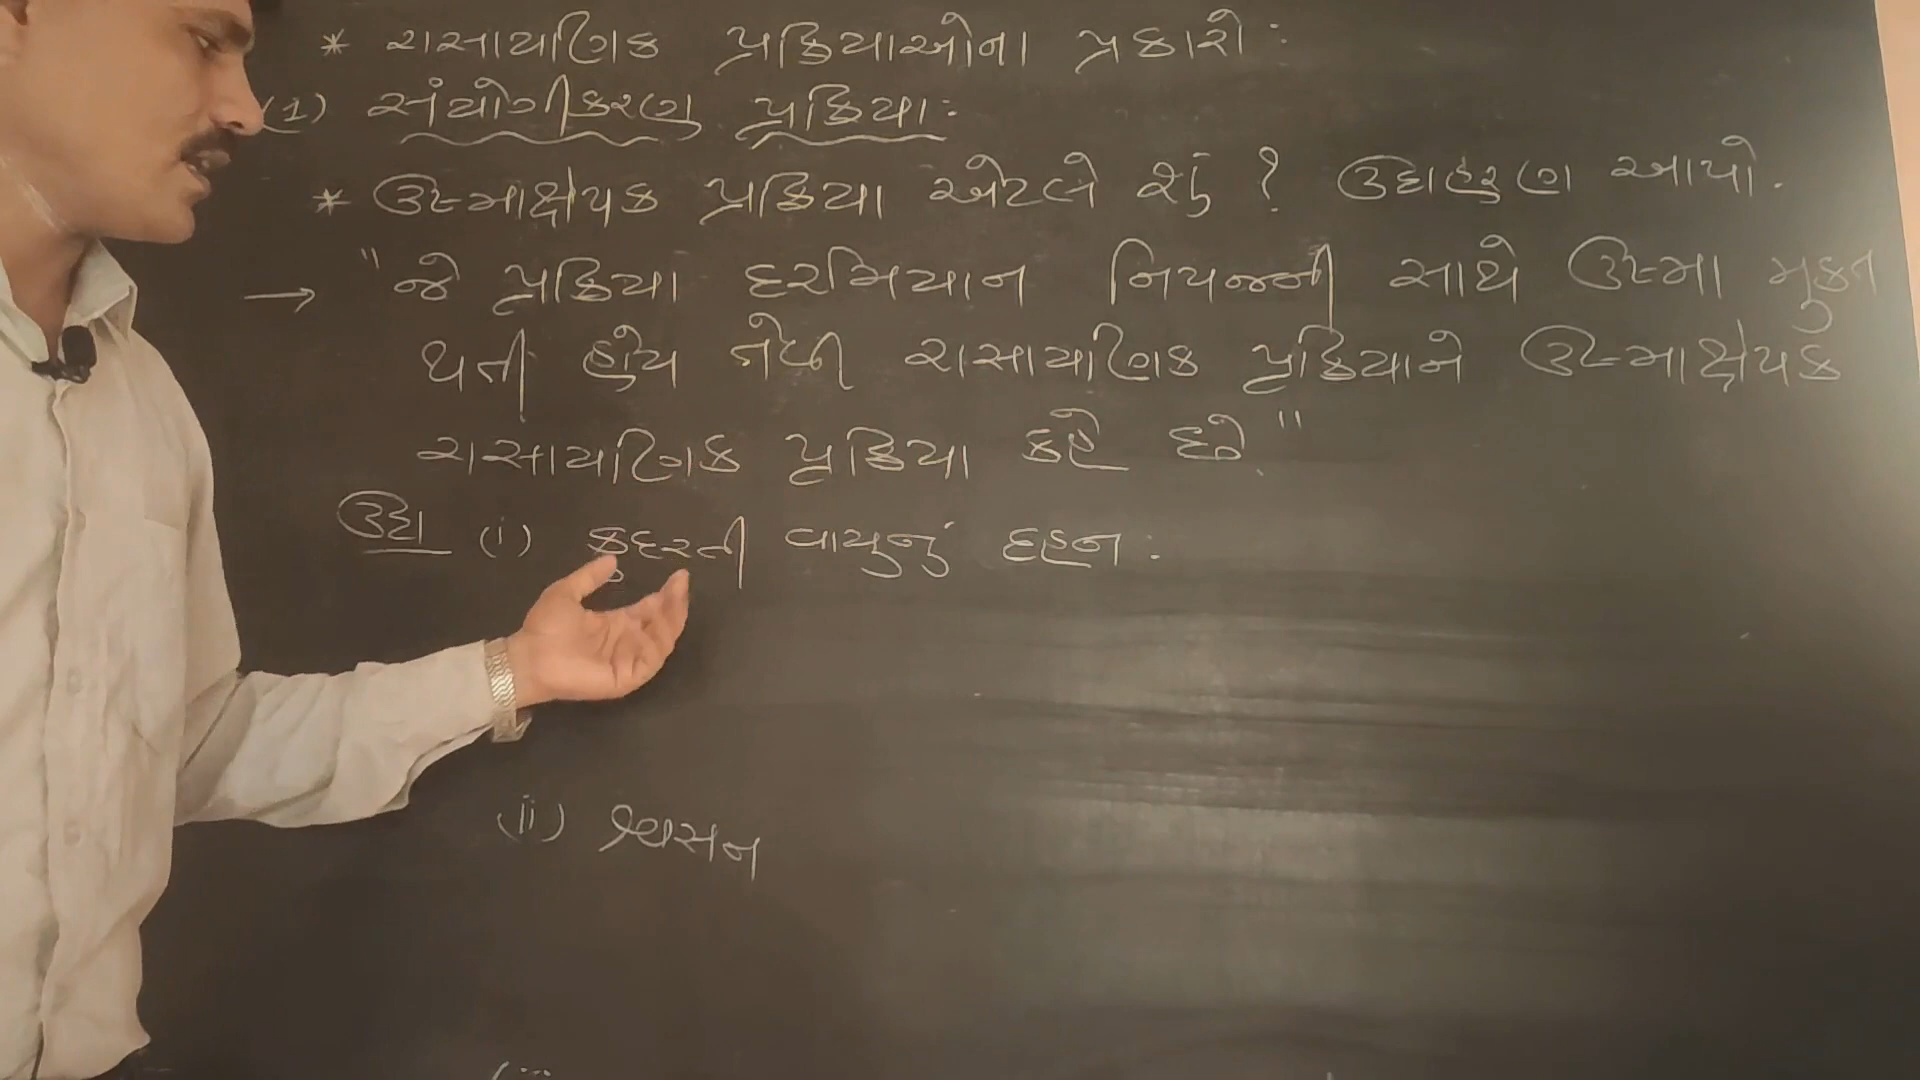 * રાસાયણિક પ્રક્રિયાઓના પ્રકારો :
(1) સંયોગીકરણ પ્રક્રિયા :
* ઉષ્માક્ષેપક પ્રક્રિયા એટલે શું ? ઉદાહરણ આપો.
→ "જે પ્રક્રિયા દરમિયાન નિપજની સાથે ઉષ્મા મુક્ત
થતી હોય તેવી રાસાયણિક પ્રક્રિયાને ઉષ્માક્ષેપક
રાસાયણિક પ્રક્રિયા કહે છે"
ઉદા (i) કુદરતી વાયુનું દહન :
(ii) શ્વસન